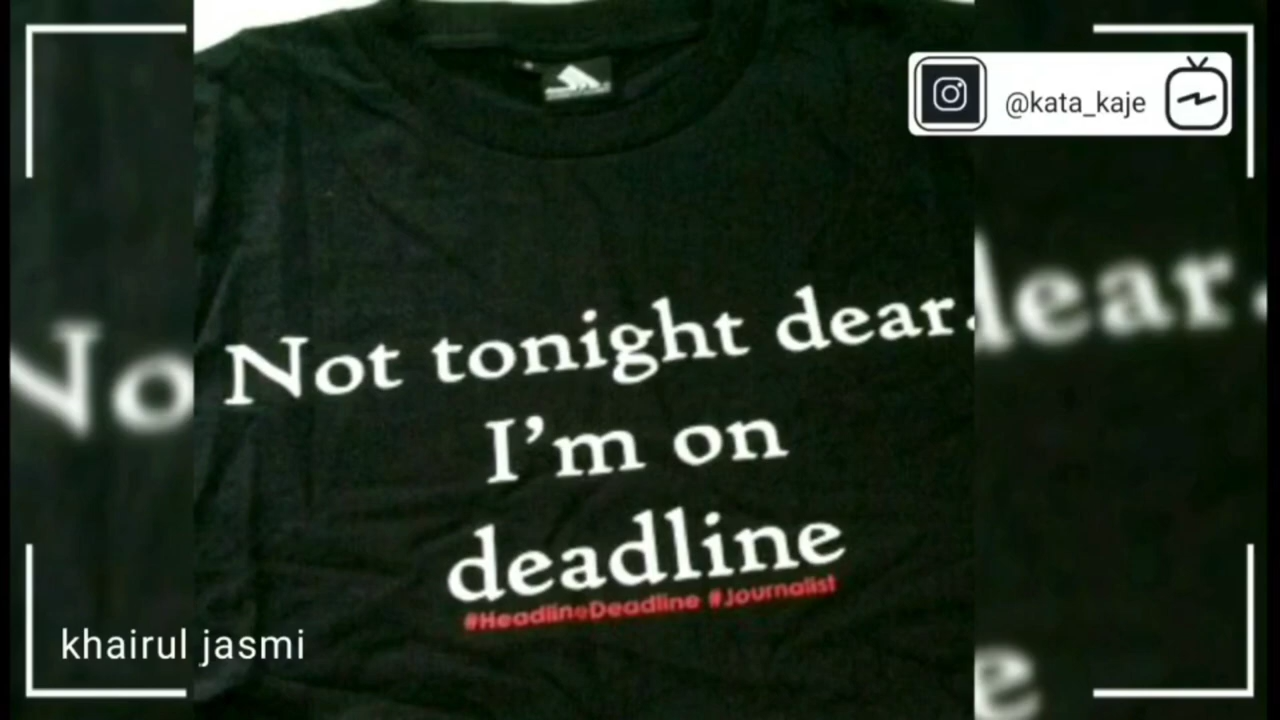 @kata_kaje
Not tonight dear.
I'm on
deadline
#HeadlineDeadline #Journalist
khairul jasmi